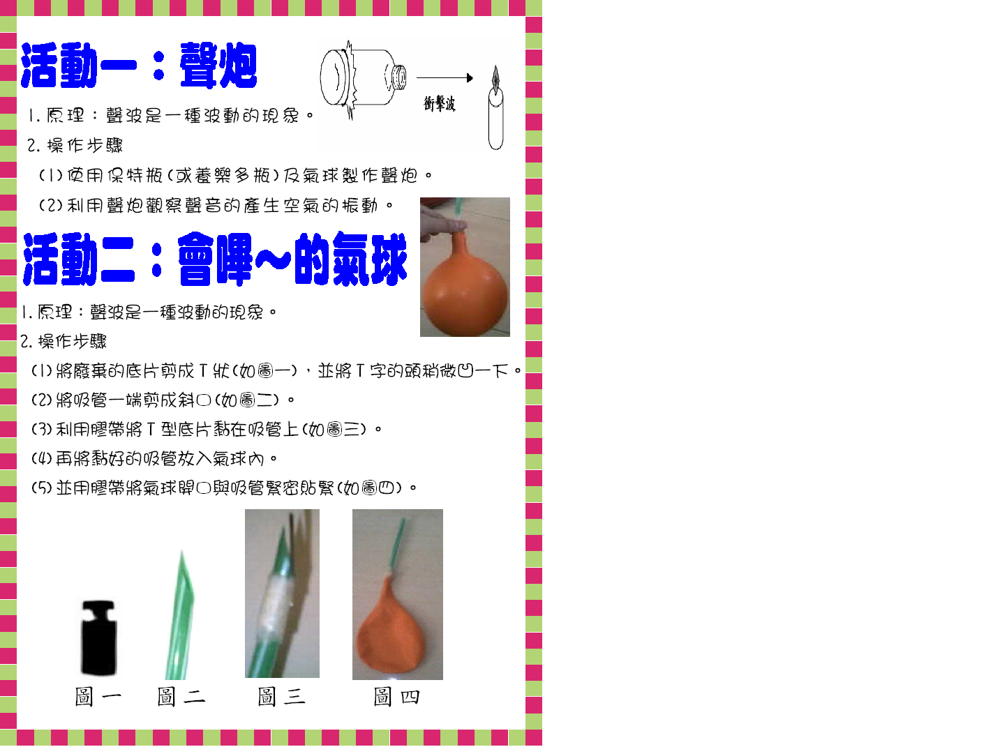 活動一：聲炮
衝擊波
1.原理：聲波是一種波動的現象。
2.操作步驟
(1)使用保特瓶(或養樂多瓶)及氣球製作聲炮。
(2)利用聲炮觀察聲音的產生空氣的振動。
活動二：會嗶～的氣球
1.原理：聲波是一種波動的現象。
2.操作步驟
(1)將廢棄的底片剪成T狀(如圖一)，並將T字的頭稍微凹一下。
(2)將吸管一端剪成斜口(如圖二)。
(3)利用膠帶將T型底片黏在吸管上(如圖三)。
(4)再將黏好的吸管放入氣球內。
(5)並用膠帶將氣球開口與吸管緊密貼緊(如圖四)。
圖一 圖二 圖三 圖四